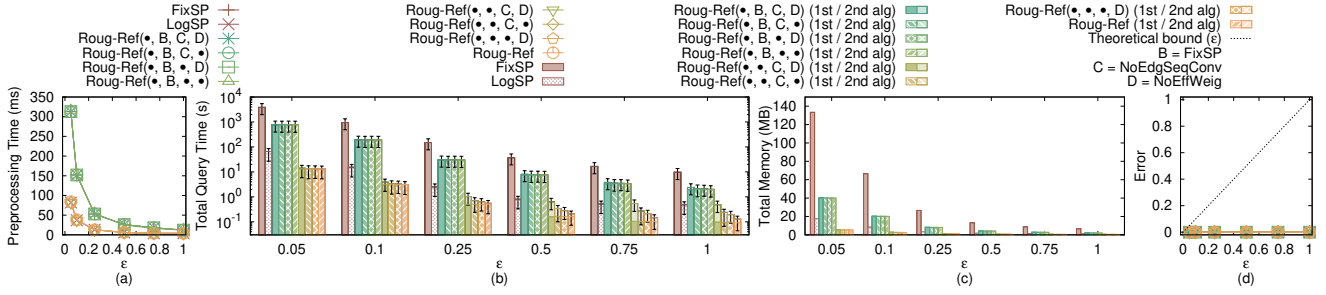 FixSP
LogSP
Roug-Ref(•, B, C, D)
Roug-Ref(•, B, C, •)
Roug-Ref(•, B, •, D)
Roug-Ref(•, B, •, •)
Roug-Ref(•, •, C, D)
Roug-Ref(•, •, C, •)
Roug-Ref(•, •, •, D)
Roug-Ref
FixSP
LogSP
Roug-Ref(•, B, C, D) (1st / 2nd alg)
Roug-Ref(•, B, C, •) (1st / 2nd alg)
Roug-Ref(•, B, •, D) (1st / 2nd alg)
Roug-Ref(•, B, •, •) (1st / 2nd alg)
Roug-Ref(•, •, C, D) (1st / 2nd alg)
Roug-Ref(•, •, C, •) (1st / 2nd alg)
Roug-Ref(•, •, •, D) (1st / 2nd alg)
Roug-Ref (1st / 2nd alg)
Theoretical bound (ε)
B = FixSP
C = NoEdgSeqConv
D = NoEffWeig
Preprocessing Time (ms)
350
300
250
200
150
100
50
0
0 0.2 0.4 0.6 0.8 1
ε
(a)
Total Query Time (s)
10^4
10^3
10^2
10^1
10^0
10^-1
0.05 0.1 0.25 0.5 0.75 1
ε
(b)
Total Memory (MB)
140
120
100
80
60
40
20
0
0.05 0.1 0.25 0.5 0.75 1
ε
(c)
Error
1
0.8
0.6
0.4
0.2
0
0 0.2 0.4 0.6 0.8 1
ε
(d)